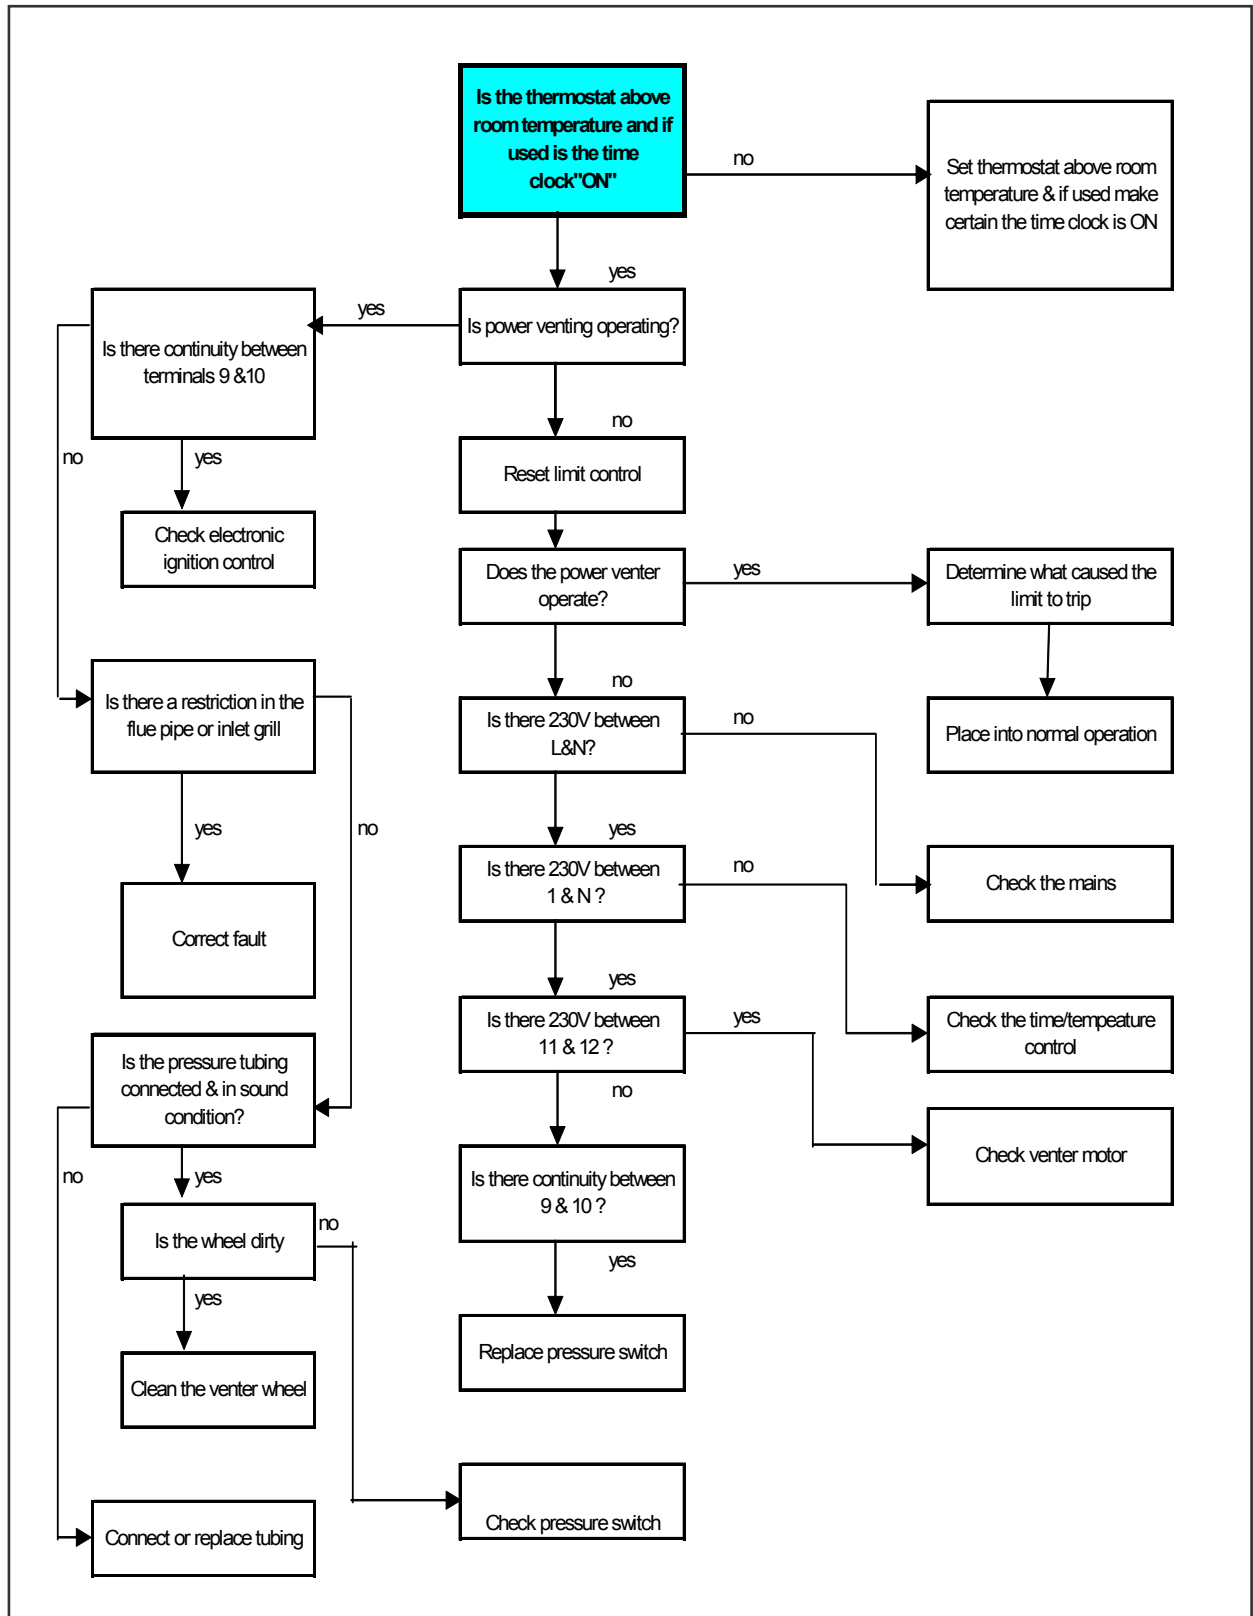 Is the thermostat above
room temperature and if
used is the time
clock"ON"
no
Set thermostat above room
temperature & if used make
certain the time clock is ON
yes
Is power venting operating?
yes
Is there continuity between
terminals 9 &10
no
yes
Check electronic
ignition control
no
Reset limit control
Does the power venter
operate?
yes
Determine what caused the
limit to trip
Place into normal operation
no
Is there 230V between
L&N?
no
Check the mains
yes
Is there 230V between
1 & N ?
no
Check the time/tempeature
control
yes
Is there 230V between
11 & 12 ?
yes
Check venter motor
no
Is there continuity between
9 & 10 ?
yes
Replace pressure switch
Is there a restriction in the
flue pipe or inlet grill
yes
no
Correct fault
Is the pressure tubing
connected & in sound
condition?
no
yes
Is the wheel dirty
no
yes
Clean the venter wheel
Connect or replace tubing
Check pressure switch